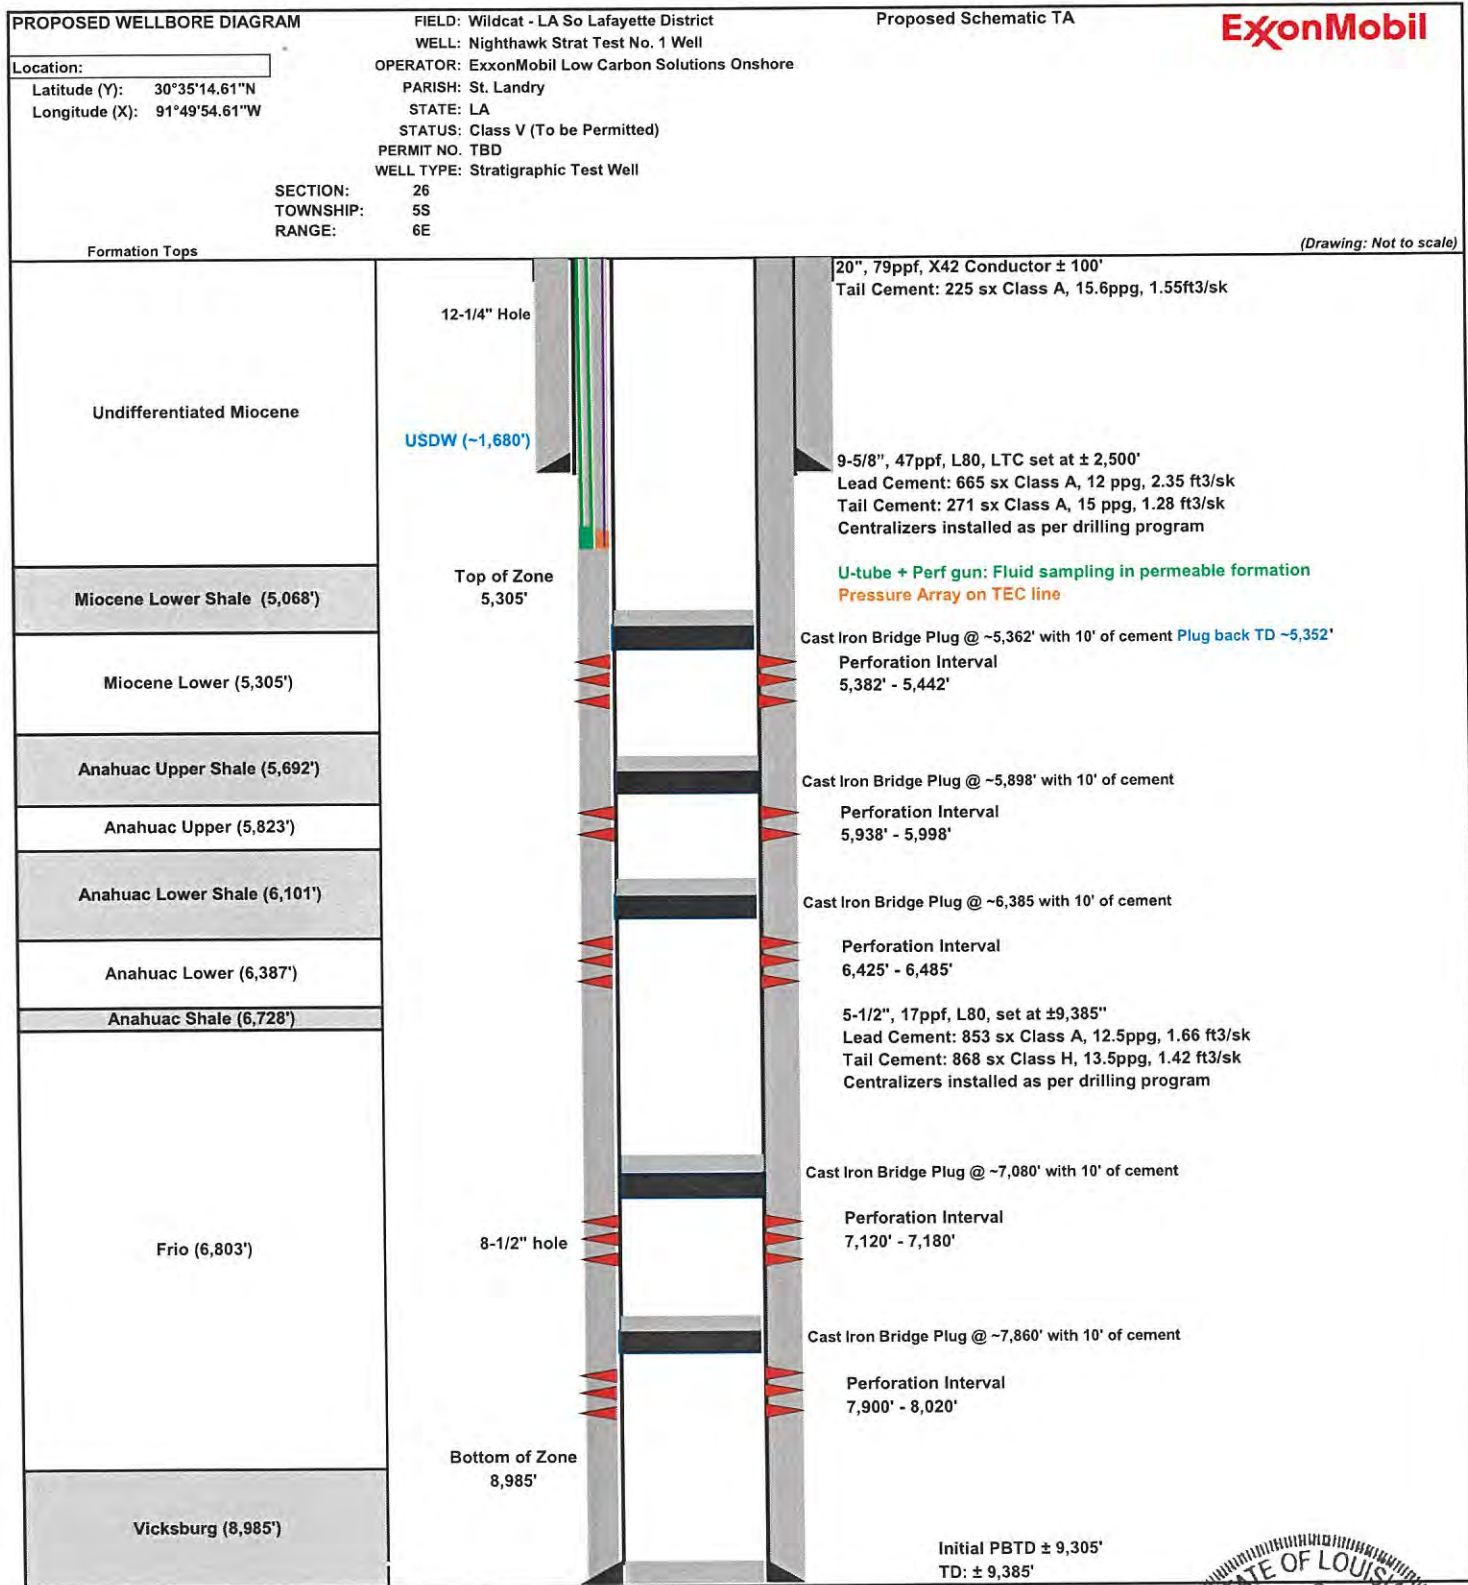 PROPOSED WELLBORE DIAGRAM
FIELD: Wildcat - LA So Lafayette District
Proposed Schematic TA
ExxonMobil
WELL: Nighthawk Strat Test No. 1 Well
Location:
OPERATOR: ExxonMobil Low Carbon Solutions Onshore
Latitude (Y): 30°35'14.61"N
PARISH: St. Landry
Longitude (X): 91°49'54.61"W
STATE: LA
STATUS: Class V (To be Permitted)
PERMIT NO. TBD
WELL TYPE: Stratigraphic Test Well
SECTION: 26
TOWNSHIP: 5S
RANGE: 6E
Formation Tops
(Drawing: Not to scale)
20", 79ppf, X42 Conductor ± 100'
Tail Cement: 225 sx Class A, 15.6ppg, 1.55ft3/sk
12-1/4" Hole
Undifferentiated Miocene
USDW (~1,680')
9-5/8", 47ppf, L80, LTC set at ± 2,500'
Lead Cement: 665 sx Class A, 12 ppg, 2.35 ft3/sk
Tail Cement: 271 sx Class A, 15 ppg, 1.28 ft3/sk
Centralizers installed as per drilling program
U-tube + Perf gun: Fluid sampling in permeable formation
Pressure Array on TEC line
Top of Zone
5,305'
Miocene Lower Shale (5,068')
Cast Iron Bridge Plug @ ~5,362' with 10' of cement Plug back TD ~5,352'
Perforation Interval
5,382' - 5,442'
Miocene Lower (5,305')
Anahuac Upper Shale (5,692')
Cast Iron Bridge Plug @ ~5,898' with 10' of cement
Perforation Interval
5,938' - 5,998'
Anahuac Upper (5,823')
Anahuac Lower Shale (6,101')
Cast Iron Bridge Plug @ ~6,385 with 10' of cement
Perforation Interval
6,425' - 6,485'
Anahuac Lower (6,387')
Anahuac Shale (6,728')
5-1/2", 17ppf, L80, set at ±9,385"
Lead Cement: 853 sx Class A, 12.5ppg, 1.66 ft3/sk
Tail Cement: 868 sx Class H, 13.5ppg, 1.42 ft3/sk
Centralizers installed as per drilling program
Cast Iron Bridge Plug @ ~7,080' with 10' of cement
Perforation Interval
7,120' - 7,180'
8-1/2" hole
Frio (6,803')
Cast Iron Bridge Plug @ ~7,860' with 10' of cement
Perforation Interval
7,900' - 8,020'
Bottom of Zone
8,985'
Vicksburg (8,985')
Initial PBTD ± 9,305'
TD: ± 9,385'
OF